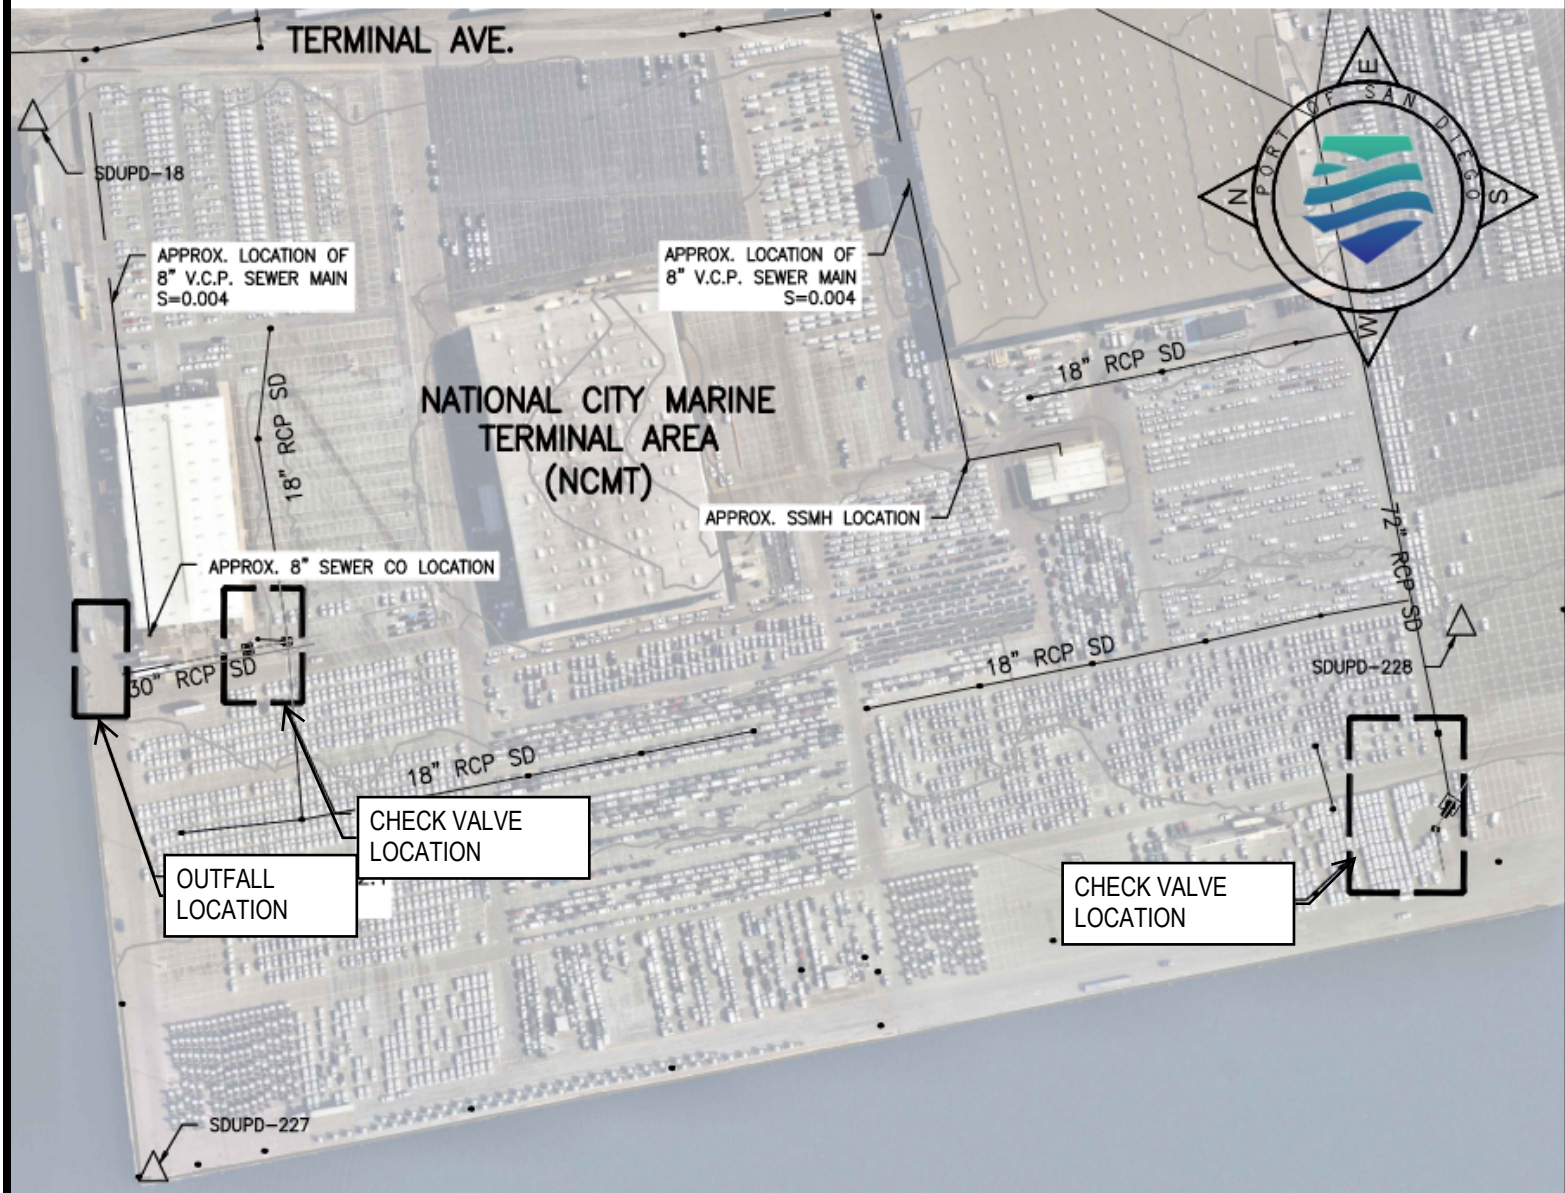 TERMINAL AVE.
E
PORT OF SAN DIEGO
N
S
W
SDUPD-18
APPROX. LOCATION OF
8" V.C.P. SEWER MAIN
S=0.004
APPROX. LOCATION OF
8" V.C.P. SEWER MAIN
S=0.004
18" RCP SD
18" RCP SD
NATIONAL CITY MARINE
TERMINAL AREA
(NCMT)
APPROX. SSMH LOCATION
72" RCP SD
APPROX. 8" SEWER CO LOCATION
30" RCP SD
18" RCP SD
SDUPD-228
18" RCP SD
CHECK VALVE
LOCATION
OUTFALL
LOCATION
CHECK VALVE
LOCATION
SDUPD-227